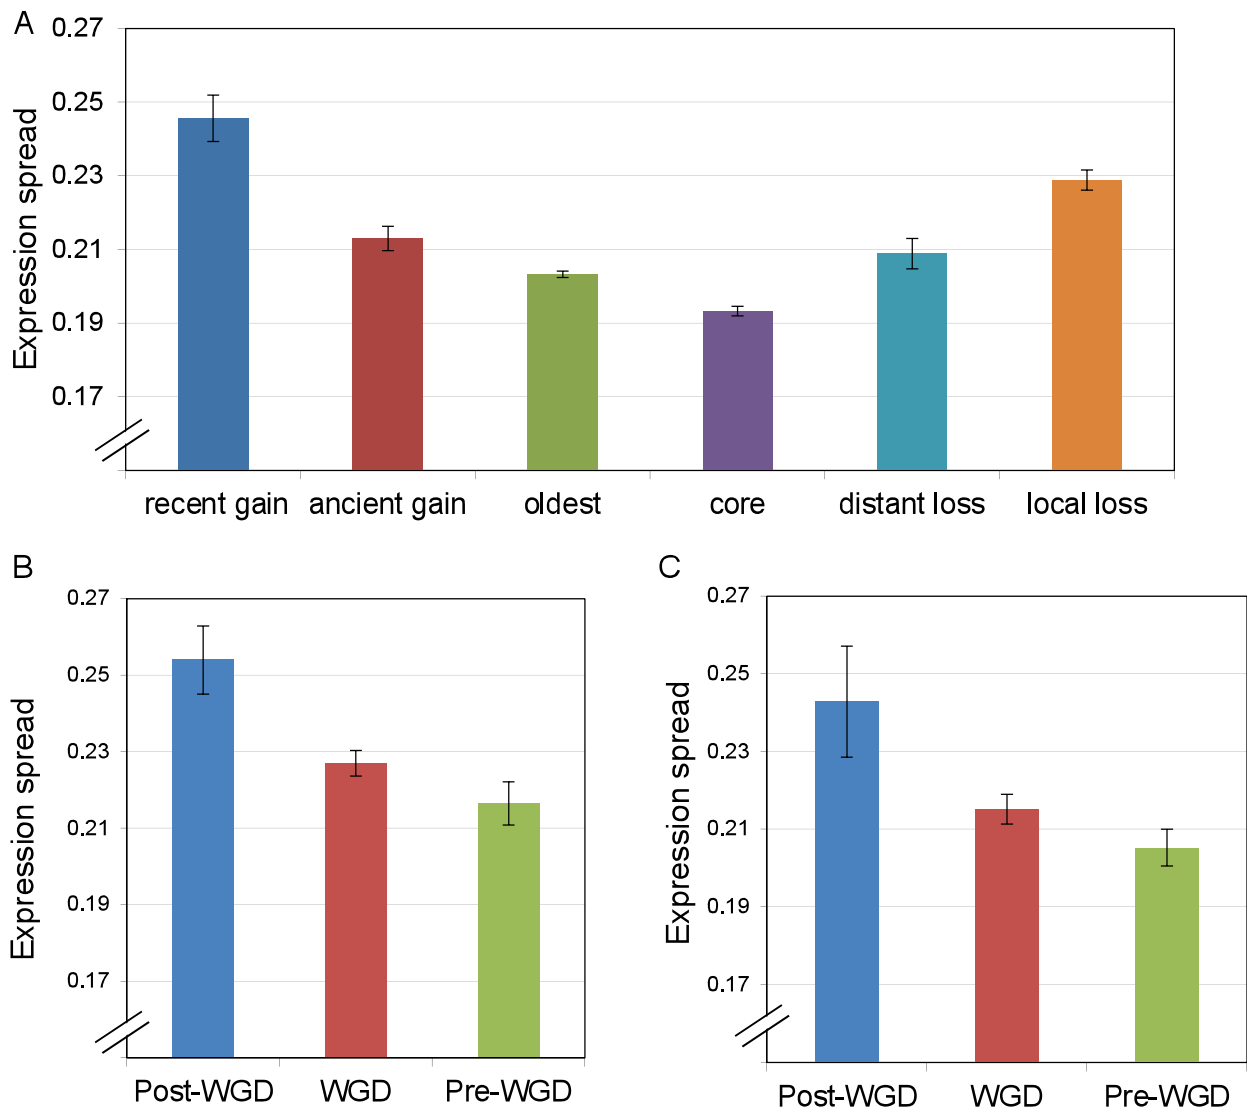 A
0.27
0.25
0.23
0.21
0.19
0.17
Expression spread
recent gain ancient gain oldest core distant loss local loss
B
0.27
0.25
0.23
0.21
0.19
0.17
Expression spread
Post-WGD WGD Pre-WGD
C
0.27
0.25
0.23
0.21
0.19
0.17
Expression spread
Post-WGD WGD Pre-WGD